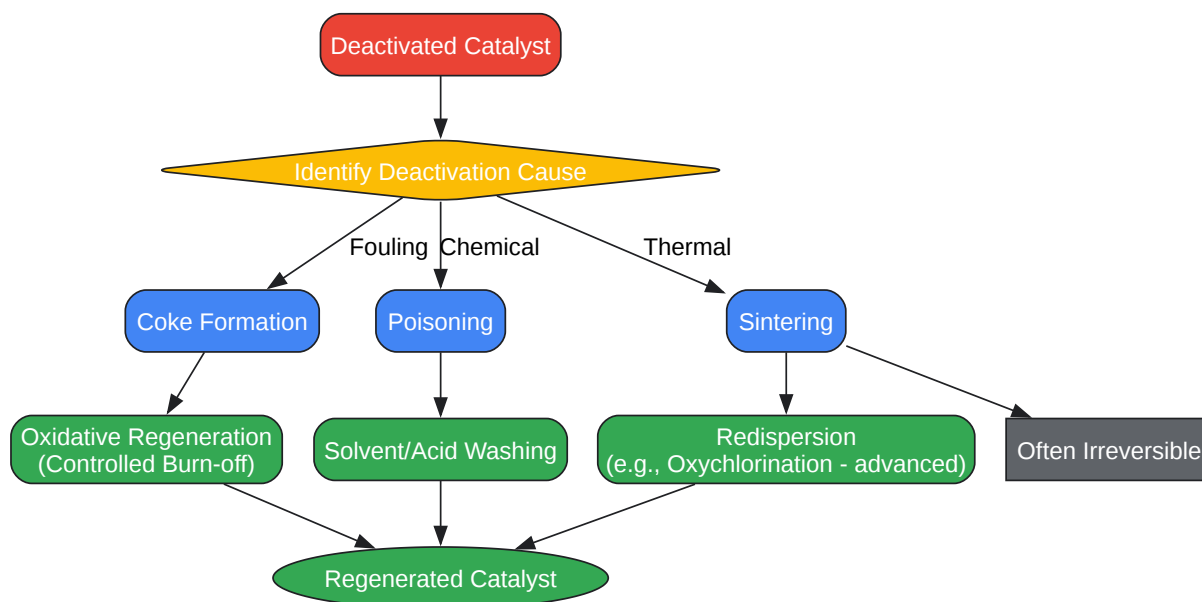 Deactivated Catalyst
Identify Deactivation Cause
Fouling
Chemical
Thermal
Coke Formation
Poisoning
Sintering
Oxidative Regeneration
(Controlled Burn-off)
Solvent/Acid Washing
Redispersion
(e.g., Oxychlorination - advanced)
Often Irreversible
Regenerated Catalyst